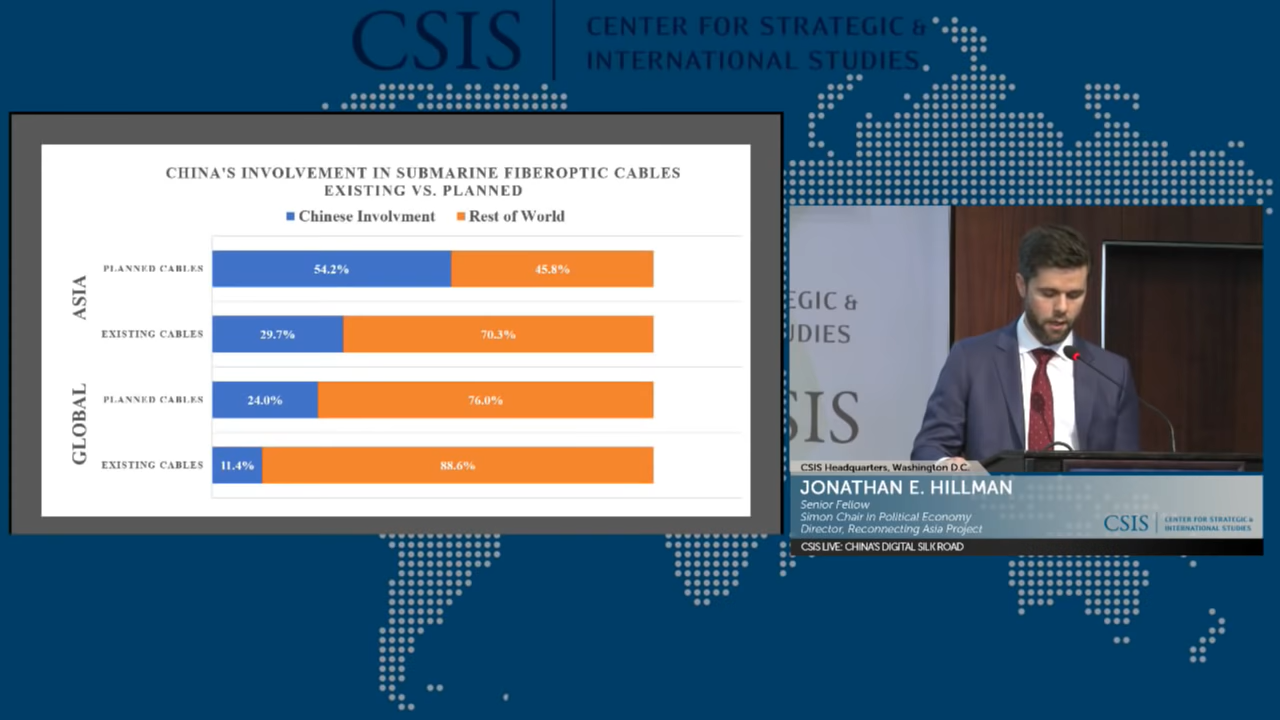 CSIS
CENTER FOR STRATEGIC &
INTERNATIONAL STUDIES
CHINA'S INVOLVEMENT IN SUBMARINE FIBEROPTIC CABLES
EXISTING VS. PLANNED
Chinese Involvment Rest of World
ASIA
PLANNED CABLES 54.2% 45.8%
EXISTING CABLES 29.7% 70.3%
GLOBAL
PLANNED CABLES 24.0% 76.0%
EXISTING CABLES 11.4% 88.6%
EGIC &
UDIES
SIS
CSIS Headquarters, Washington D.C.
JONATHAN E. HILLMAN
Senior Fellow
Simon Chair in Political Economy
Director, Reconnecting Asia Project
CSIS
CENTER FOR STRATEGIC &
INTERNATIONAL STUDIES
CSIS LIVE: CHINA'S DIGITAL SILK ROAD